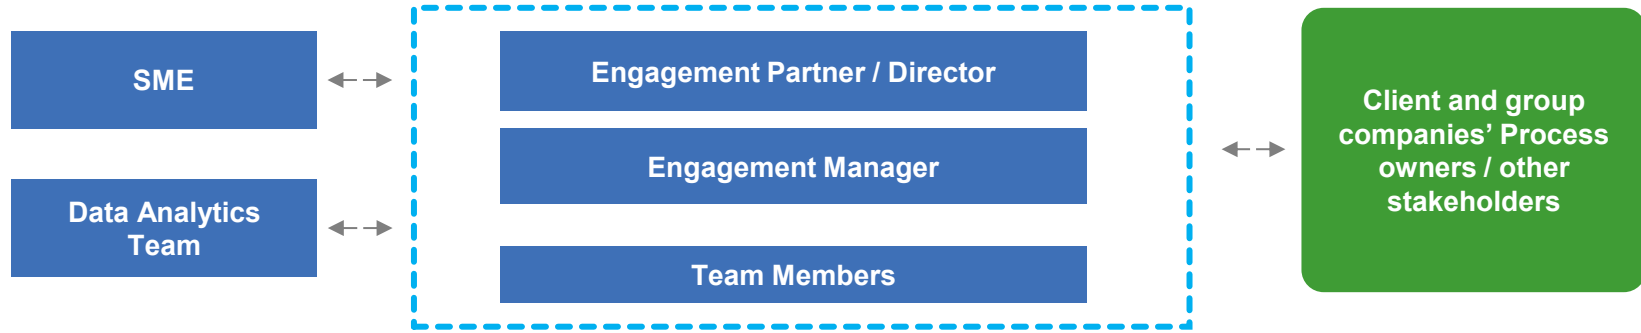 SME
Data Analytics
Team
Engagement Partner / Director
Engagement Manager
Team Members
Client and group
companies’ Process
owners / other
stakeholders